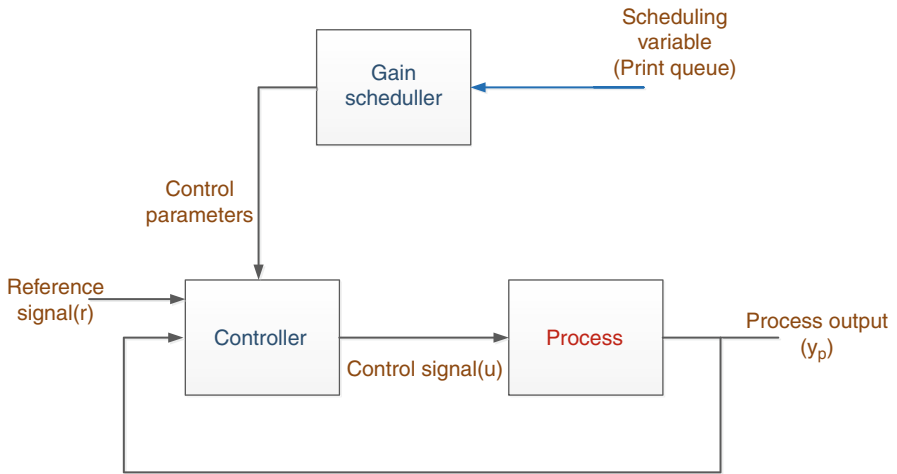 Scheduling
variable
(Print queue)
Gain
scheduller
Control
parameters
Reference
signal(r)
Controller
Control signal(u)
Process
Process output
(yp)